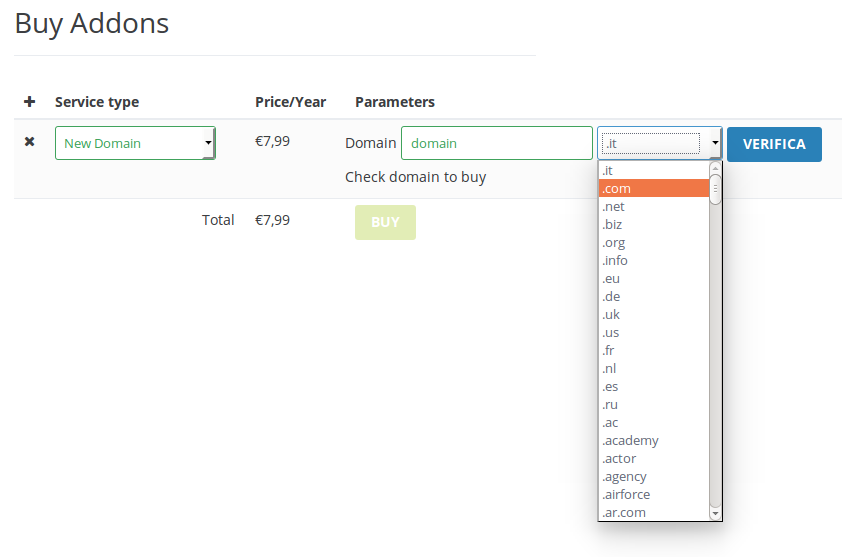 Buy Addons
+ Service type Price/Year Parameters
✖ New Domain €7,99 Domain domain .it VERIFICA
Check domain to buy
Total €7,99 BUY
.it
.com
.net
.biz
.org
.info
.eu
.de
.uk
.us
.fr
.nl
.es
.ru
.ac
.academy
.actor
.agency
.airforce
.ar.com